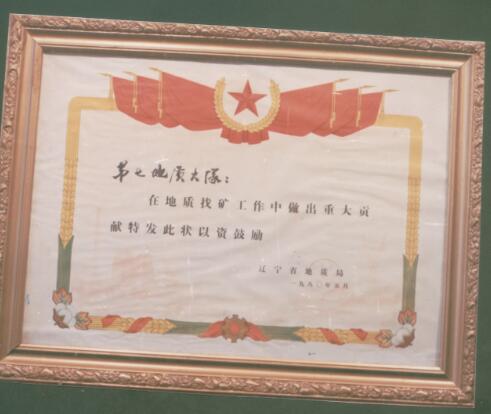 第七地质大队：
在地质找矿工作中做出重大贡
献特发此状以资鼓励
辽宁省地质局
一九八〇年五月